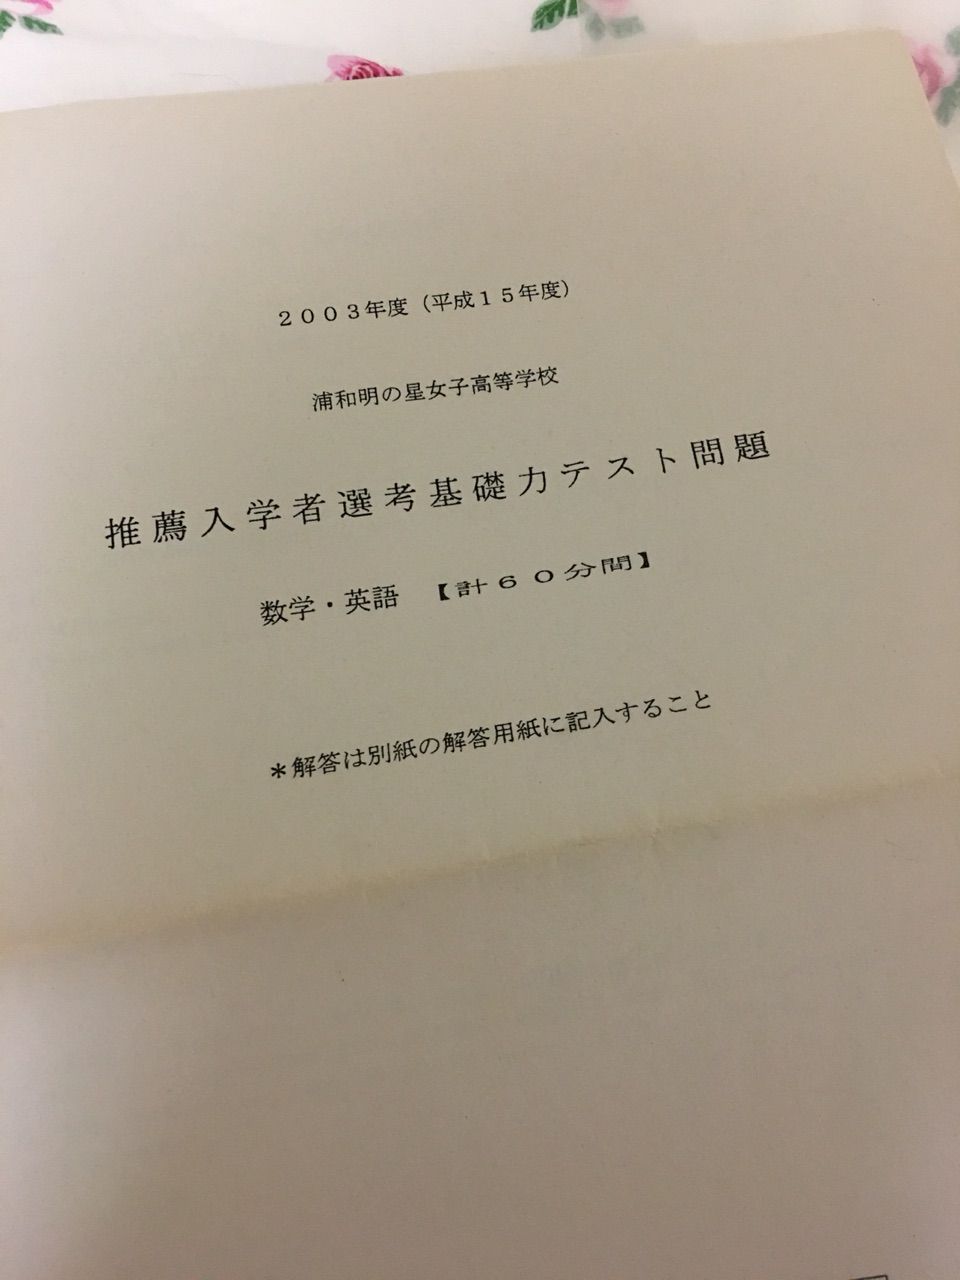 ２００３年度（平成１５年度）
浦和明の星女子高等学校
推薦入学者選考基礎力テスト問題
数学・英語 【計６０分間】
＊解答は別紙の解答用紙に記入すること